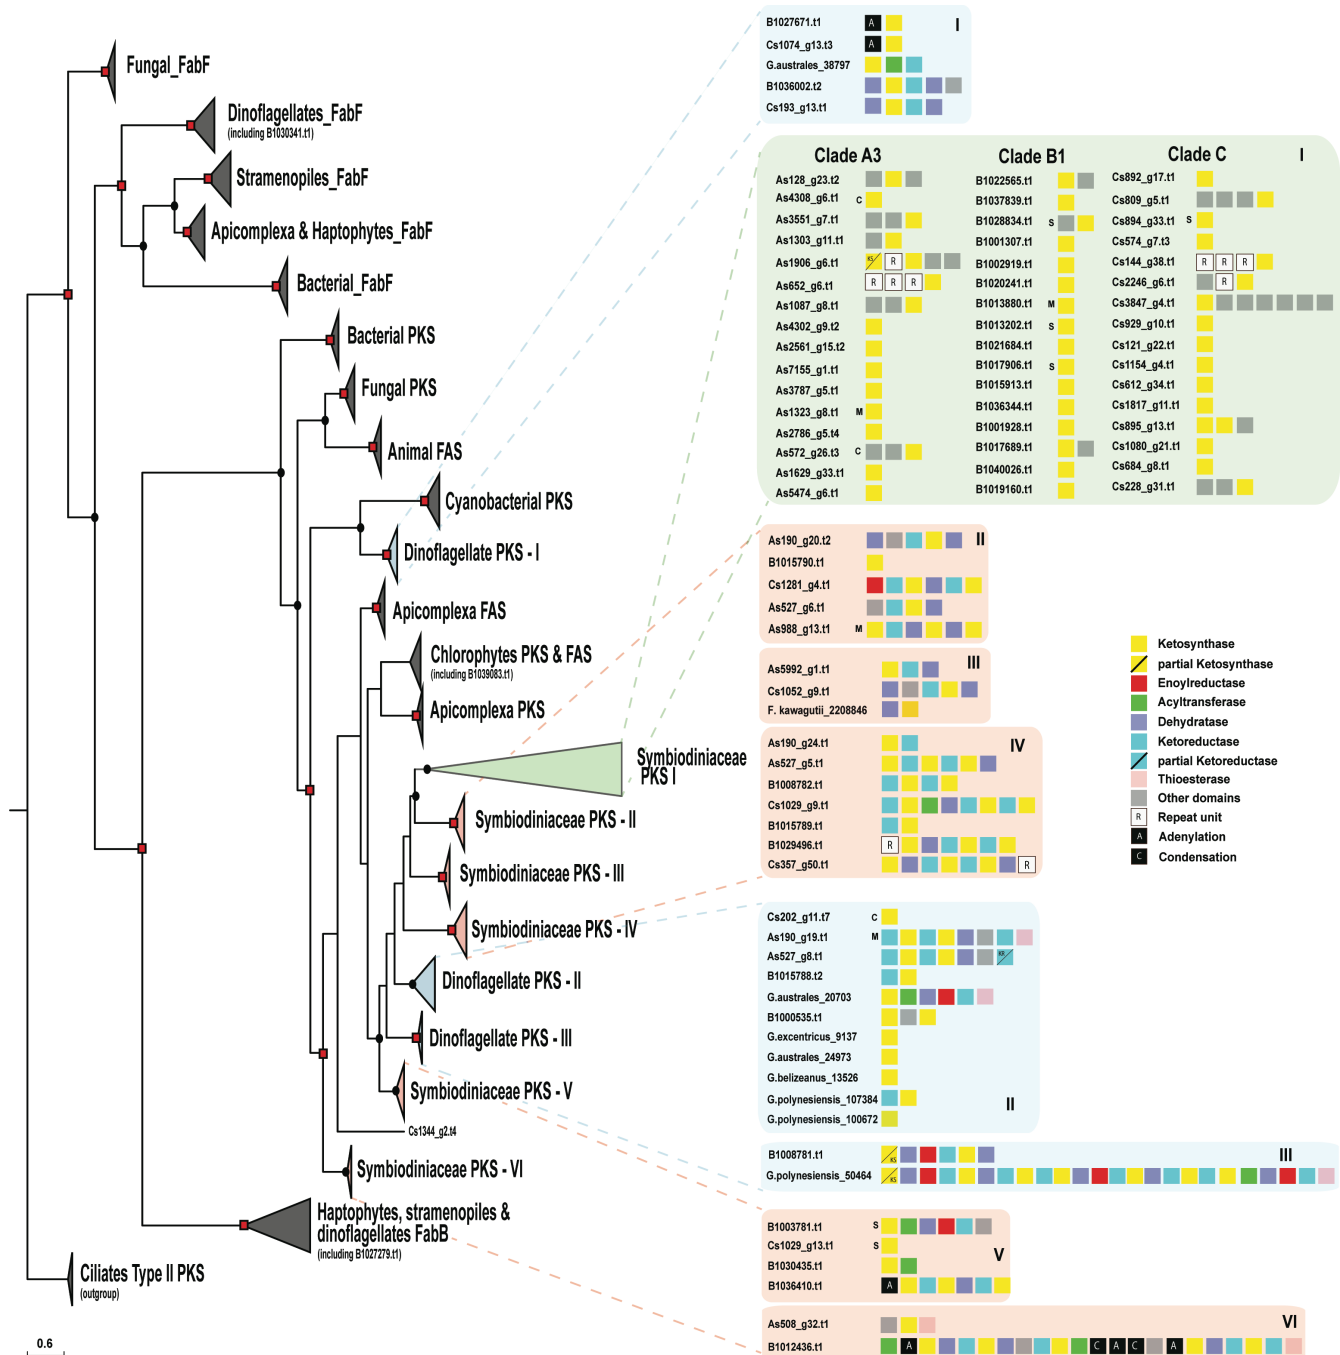 Fungal_FabF
Dinoflagellates_FabF
(including B1030341.t1)
Stramenopiles_FabF
Apicomplexa & Haptophytes_FabF
Bacterial_FabF
Bacterial PKS
Fungal PKS
Animal FAS
Cyanobacterial PKS
Dinoflagellate PKS - I
Apicomplexa FAS
Chlorophytes PKS & FAS
(including B1039083.t1)
Apicomplexa PKS
Symbiodiniaceae
PKS I
Symbiodiniaceae PKS - II
Symbiodiniaceae PKS - III
Symbiodiniaceae PKS - IV
Dinoflagellate PKS - II
Dinoflagellate PKS - III
Symbiodiniaceae PKS - V
Cs1344_g2.t4
Symbiodiniaceae PKS - VI
Haptophytes, stramenopiles &
dinoflagellates FabB
(including B1027279.t1)
Ciliates Type II PKS
(outgroup)
0.6
B1027671.t1 A I
Cs1074_g13.t3 A
G.australes_38797
B1036002.t2
Cs193_g13.t1
Clade A3
As128_g23.t2
As4308_g6.t1 C
As3551_g7.t1
As1303_g11.t1
As1906_g6.t1 KS R
As652_g6.t1 R R R
As1087_g8.t1
As4302_g9.t2
As2561_g15.t2
As7155_g1.t1
As3787_g5.t1
As1323_g8.t1 M
As2786_g5.t4
As572_g26.t3 C
As1629_g33.t1
As5474_g6.t1
Clade B1
B1022565.t1
B1037839.t1
B1028834.t1 S
B1001307.t1
B1002919.t1
B1020241.t1
B1013880.t1 M
B1013202.t1 S
B1021684.t1
B1017906.t1 S
B1015913.t1
B1036344.t1
B1001928.t1
B1017689.t1
B1040026.t1
B1019160.t1
Clade C I
Cs892_g17.t1
Cs809_g5.t1
Cs894_g33.t1 S
Cs574_g7.t3
Cs144_g38.t1 R R R
Cs2246_g6.t1 R
Cs3847_g4.t1
Cs929_g10.t1
Cs121_g22.t1
Cs1154_g4.t1
Cs612_g34.t1
Cs1817_g11.t1
Cs895_g13.t1
Cs1080_g21.t1
Cs684_g8.t1
Cs228_g31.t1
As190_g20.t2 II
B1015790.t1
Cs1281_g4.t1
As527_g6.t1
As988_g13.t1 M
As5992_g1.t1 III
Cs1052_g9.t1
F. kawagutii_2208846
As190_g24.t1 IV
As527_g5.t1
B1008782.t1
Cs1029_g9.t1
B1015789.t1
B1029496.t1 R
Cs357_g50.t1 R
Cs202_g11.t7 C
As190_g19.t1 M
As527_g8.t1 KR
B1015788.t2
G.australes_20703
B1000535.t1
G.excentricus_9137
G.australes_24973
G.belizeanus_13526
G.polynesiensis_107384 II
G.polynesiensis_100672
B1008781.t1 KS III
G.polynesiensis_50464 KS
B1003781.t1 S
Cs1029_g13.t1 S V
B1030435.t1
B1036410.t1 A
As508_g32.t1 VI
B1012436.t1 A C A C A
Ketosynthase
partial Ketosynthase
Enoylreductase
Acyltransferase
Dehydratase
Ketoreductase
partial Ketoreductase
Thioesterase
Other domains
R Repeat unit
A Adenylation
C Condensation